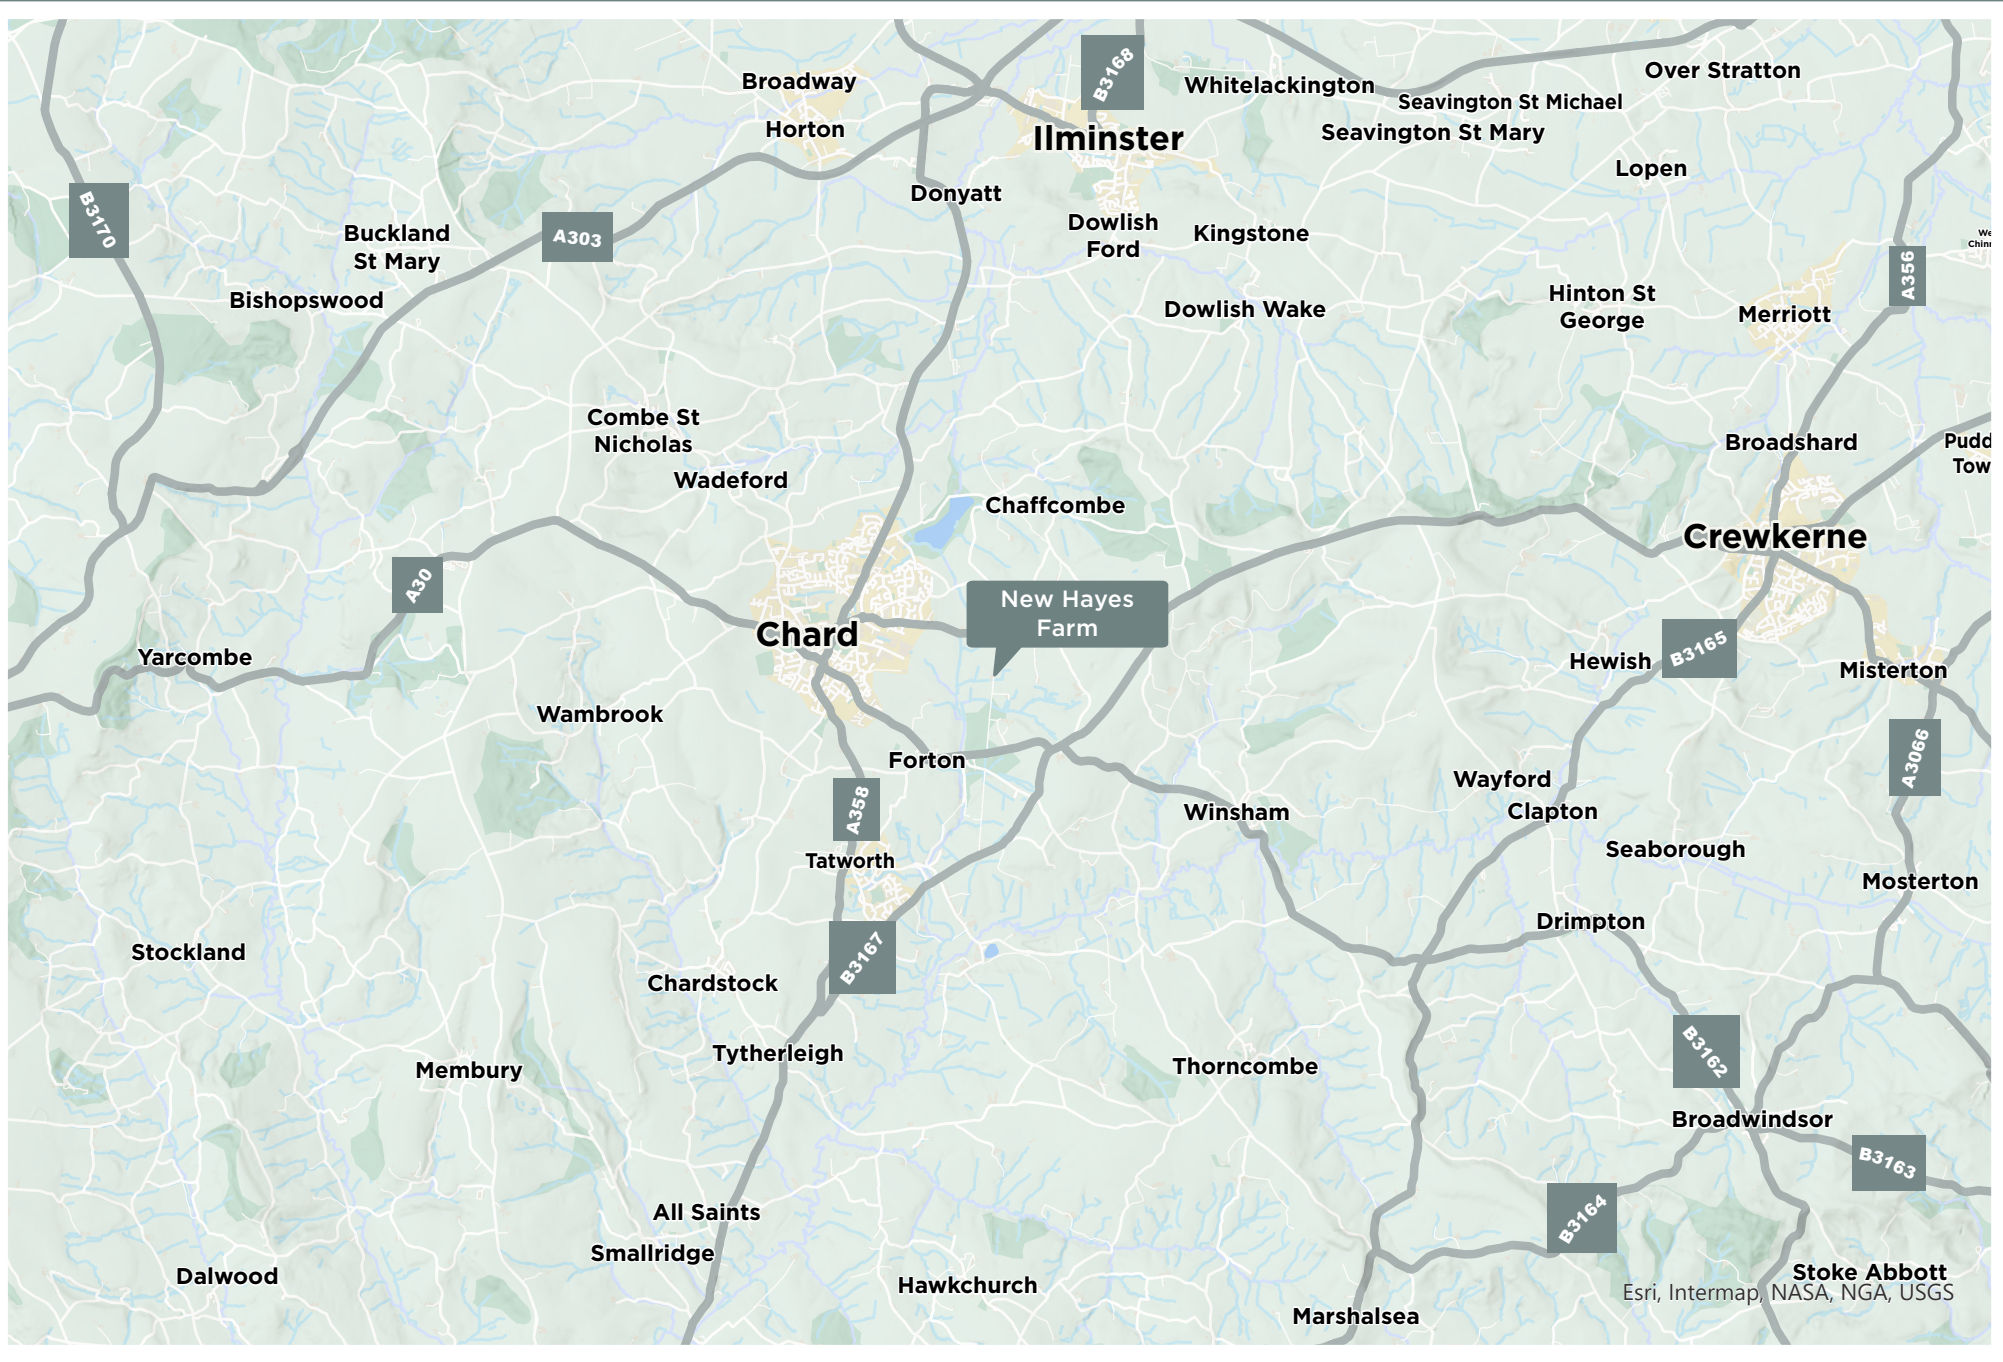 Over Stratton
B3168
Broadway
Whitelackington
Seavington St Michael
Horton
Ilminster
Seavington St Mary
Lopen
Donyatt
B3170
Buckland
St Mary
A303
Dowlish
Ford
Kingstone
We
Chin
A356
Bishopswood
Dowlish Wake
Hinton St
George
Merriott
Combe St
Nicholas
Broadshard
Pudd
Tow
Wadeford
Chaffcombe
Crewkerne
A30
New Hayes
Farm
Chard
Yarcombe
Hewish
B3165
Misterton
Wambrook
Forton
A3066
Wayford
A358
Winsham
Clapton
Tatworth
Seaborough
Mosterton
Drimpton
Stockland
B3167
Chardstock
Tytherleigh
B3162
Membury
Thorncombe
Broadwindsor
B3163
All Saints
B3164
Smallridge
Dalwood
Hawkchurch
Stoke Abbott
Esri, Intermap, NASA, NGA, USGS
Marshalsea